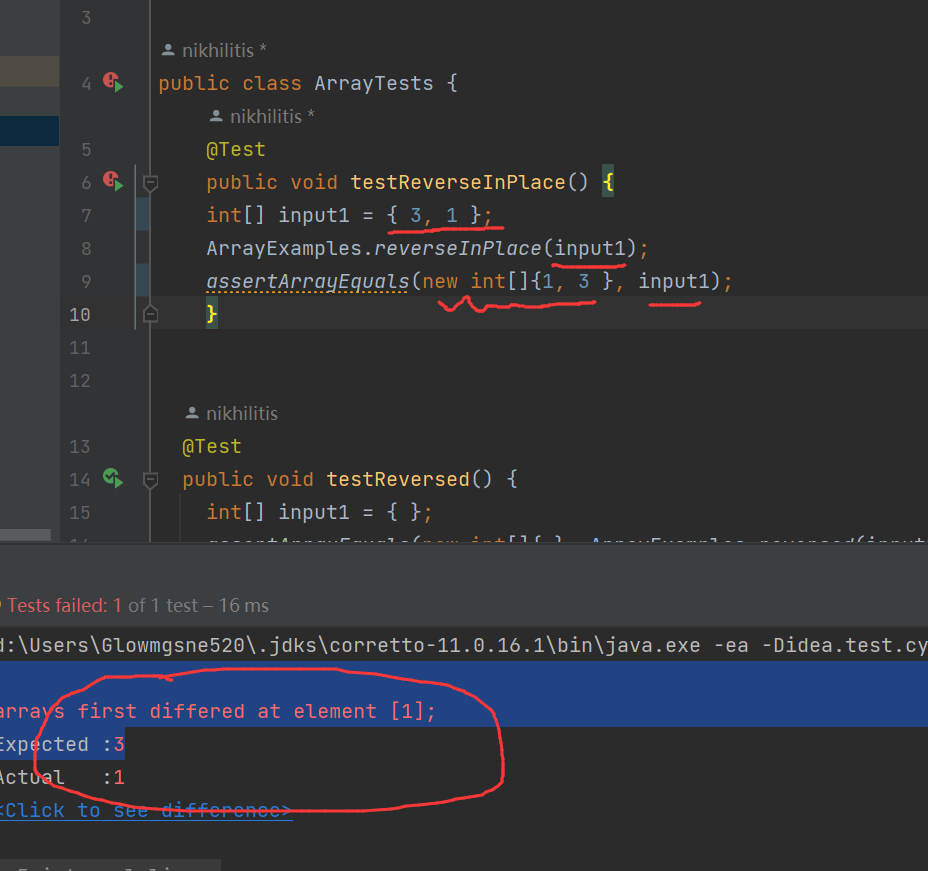 3
nikhilitis *
4 public class ArrayTests {
nikhilitis *
5 @Test
6 public void testReverseInPlace() {
7 int[] input1 = { 3, 1 };
8 ArrayExamples.reverseInPlace(input1);
9 assertArrayEquals(new int[]{1, 3 }, input1);
10 }
11
12
nikhilitis
13 @Test
14 public void testReversed() {
15 int[] input1 = { };
Tests failed: 1 of 1 test – 16 ms
d:\Users\Glowmgsne520\.jdks\corretto-11.0.16.1\bin\java.exe -ea -Didea.test.cy
arrays first differed at element [1];
Expected :3
Actual :1
<Click to see difference>